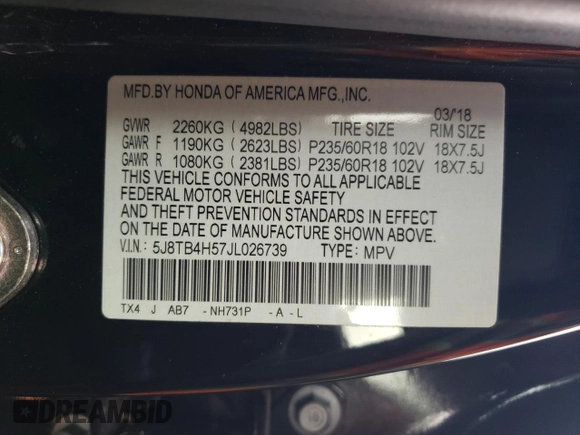 MFD.BY HONDA OF AMERICA MFG.,INC.
03/'18
GVWR 2260KG (4982LBS) TIRE SIZE RIM SIZE
GAWR F 1190KG (2623LBS) P235/60R18 102V 18X7.5J
GAWR R 1080KG (2381LBS) P235/60R18 102V 18X7.5J
THIS VEHICLE CONFORMS TO ALL APPLICABLE
FEDERAL MOTOR VEHICLE SAFETY
AND THEFT PREVENTION STANDARDS IN EFFECT
ON THE DATE OF MANUFACTURE SHOWN ABOVE.
V.I.N.: 5J8TB4H57JL026739 TYPE: MPV
TX4 J AB7 -NH731P -A-L
DREAMBID